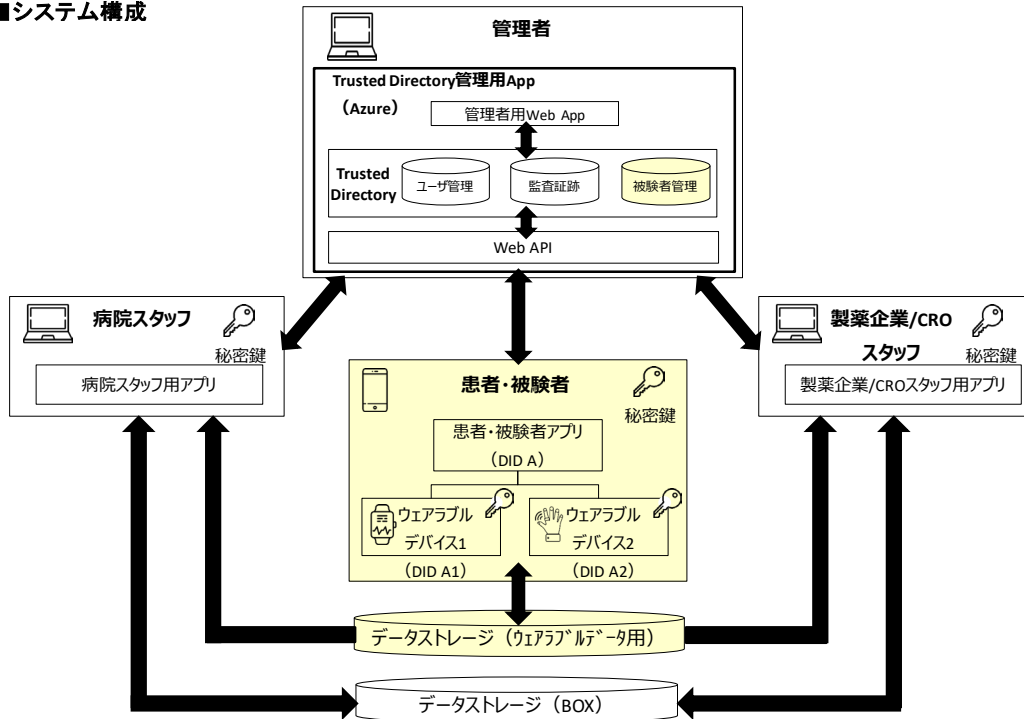 ■システム構成
管理者
Trusted Directory管理用App
（Azure）
管理者用Web App
Trusted
Directory
ユーザ管理
監査証跡
被験者管理
Web API
病院スタッフ
秘密鍵
病院スタッフ用アプリ
患者・被験者
秘密鍵
患者・被験者アプリ
（DID A）
ウェアラブル
デバイス1
（DID A1）
ウェアラブル
デバイス2
（DID A2）
製薬企業/CRO
スタッフ
秘密鍵
製薬企業/CROスタッフ用アプリ
データストレージ（ｳｪｱﾗﾌﾞﾙﾃﾞｰﾀ用）
データストレージ（BOX）